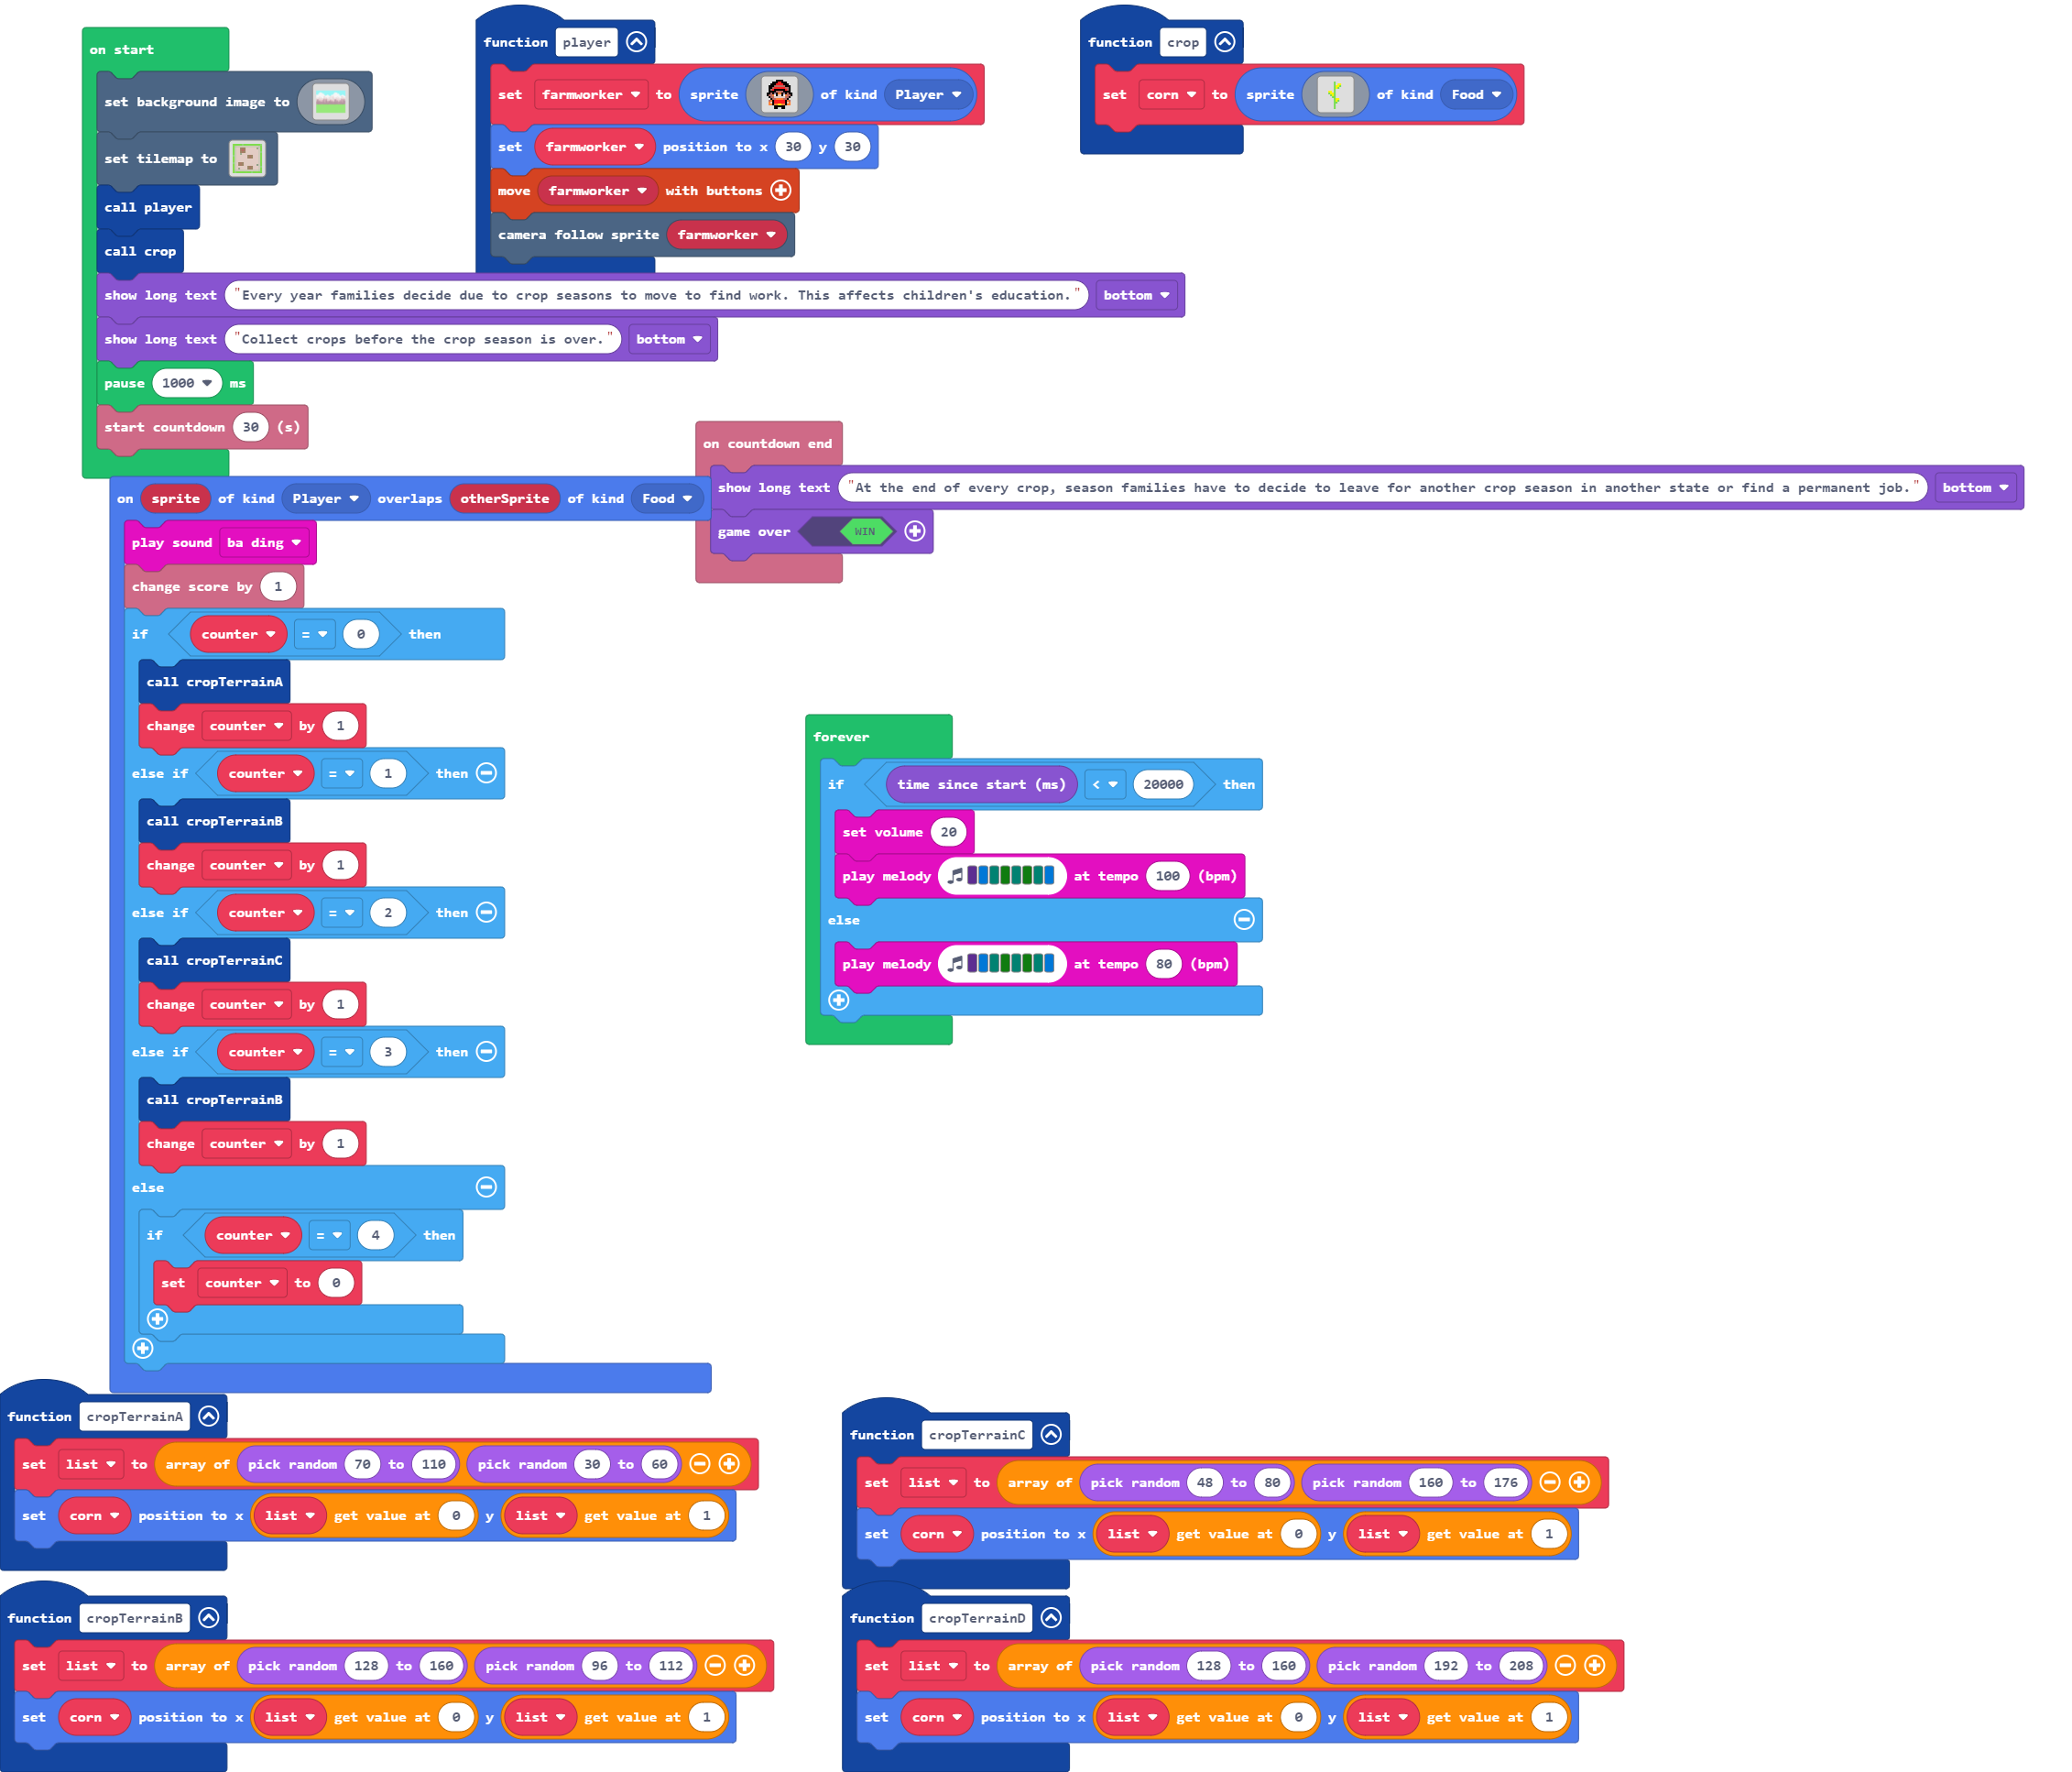 on start
set background image to
set tilemap to
call player
call crop
show long text "Every year families decide due to crop seasons to move to find work. This affects children's education." bottom
show long text "Collect crops before the crop season is over." bottom
pause 1000 ms
start countdown 30 (s)
function player
set farmworker to sprite of kind Player
set farmworker position to x 30 y 30
move farmworker with buttons
camera follow sprite farmworker
function crop
set corn to sprite of kind Food
on countdown end
show long text "At the end of every crop, season families have to decide to leave for another crop season in another state or find a permanent job." bottom
game over WIN
on sprite of kind Player overlaps otherSprite of kind Food
play sound ba ding
change score by 1
if counter = 0 then
call cropTerrainA
change counter by 1
else if counter = 1 then
call cropTerrainB
change counter by 1
else if counter = 2 then
call cropTerrainC
change counter by 1
else if counter = 3 then
call cropTerrainB
change counter by 1
else
if counter = 4 then
set counter to 0
forever
if time since start (ms) < 20000 then
set volume 20
play melody at tempo 100 (bpm)
else
play melody at tempo 80 (bpm)
function cropTerrainA
set list to array of pick random 70 to 110 pick random 30 to 60
set corn position to x list get value at 0 y list get value at 1
function cropTerrainC
set list to array of pick random 48 to 80 pick random 160 to 176
set corn position to x list get value at 0 y list get value at 1
function cropTerrainB
set list to array of pick random 128 to 160 pick random 96 to 112
set corn position to x list get value at 0 y list get value at 1
function cropTerrainD
set list to array of pick random 128 to 160 pick random 192 to 208
set corn position to x list get value at 0 y list get value at 1